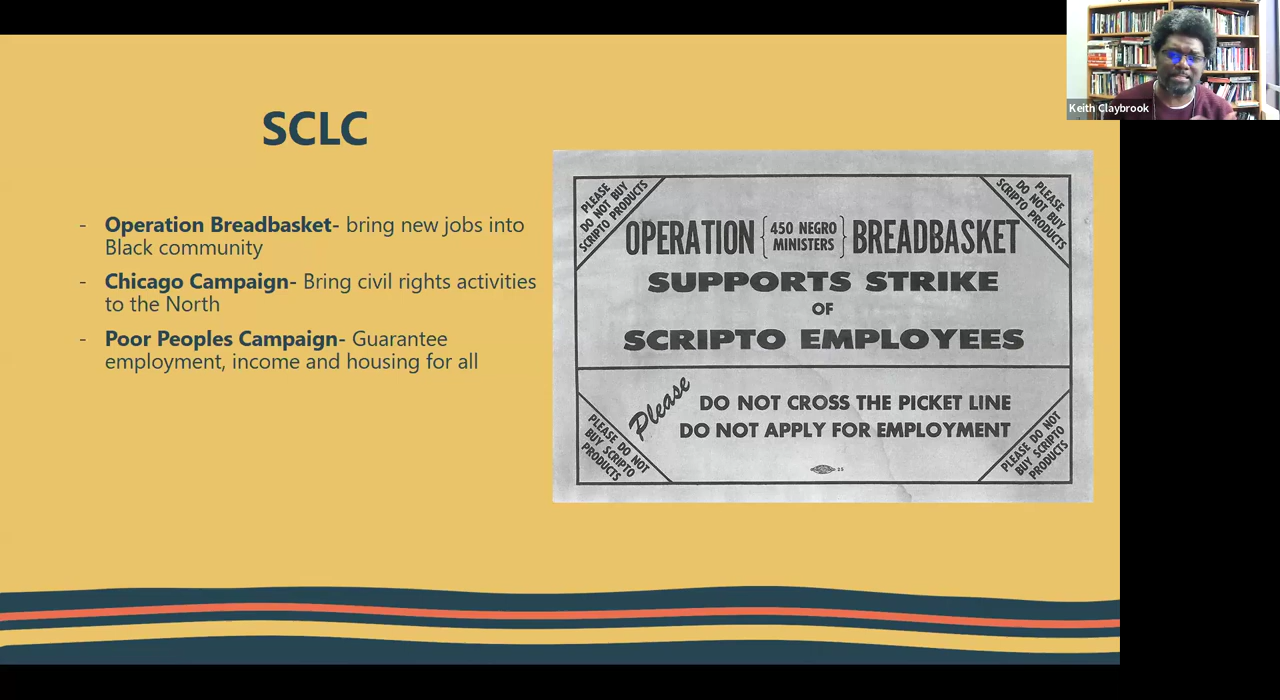 Keith Claybrook
SCLC
- Operation Breadbasket- bring new jobs into
Black community
- Chicago Campaign- Bring civil rights activities
to the North
- Poor Peoples Campaign- Guarantee
employment, income and housing for all
PLEASE
DO NOT BUY
SCRIPTO PRODUCTS
PLEASE
DO NOT BUY
SCRIPTO PRODUCTS
OPERATION {450 NEGRO
MINISTERS} BREADBASKET
SUPPORTS STRIKE
OF
SCRIPTO EMPLOYEES
Please DO NOT CROSS THE PICKET LINE
DO NOT APPLY FOR EMPLOYMENT
PLEASE DO NOT
BUY SCRIPTO
PRODUCTS
PLEASE DO NOT
BUY SCRIPTO
PRODUCTS